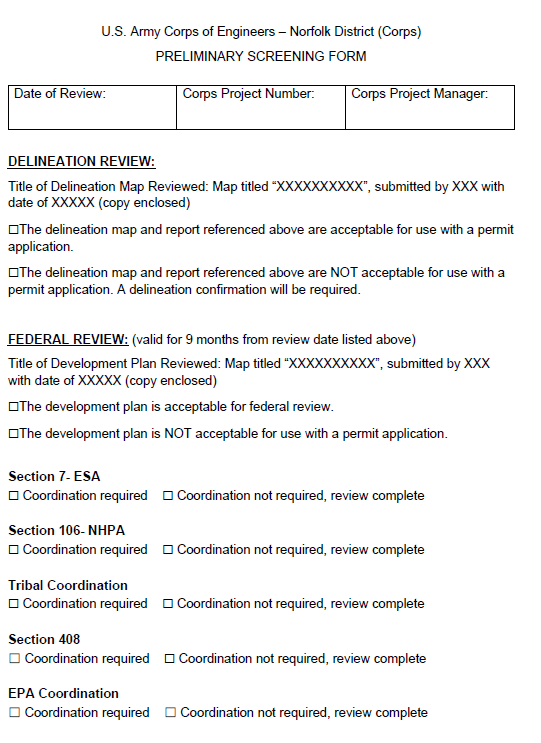 U.S. Army Corps of Engineers – Norfolk District (Corps)
PRELIMINARY SCREENING FORM
Date of Review: Corps Project Number: Corps Project Manager:
DELINEATION REVIEW:
Title of Delineation Map Reviewed: Map titled “XXXXXXXXXX”, submitted by XXX with
date of XXXXX (copy enclosed)
☐The delineation map and report referenced above are acceptable for use with a permit
application.
☐The delineation map and report referenced above are NOT acceptable for use with a
permit application. A delineation confirmation will be required.
FEDERAL REVIEW: (valid for 9 months from review date listed above)
Title of Development Plan Reviewed: Map titled “XXXXXXXXXX”, submitted by XXX
with date of XXXXX (copy enclosed)
☐The development plan is acceptable for federal review.
☐The development plan is NOT acceptable for use with a permit application.
Section 7- ESA
☐ Coordination required ☐ Coordination not required, review complete
Section 106- NHPA
☐ Coordination required ☐ Coordination not required, review complete
Tribal Coordination
☐ Coordination required ☐ Coordination not required, review complete
Section 408
☐ Coordination required ☐ Coordination not required, review complete
EPA Coordination
☐ Coordination required ☐ Coordination not required, review complete